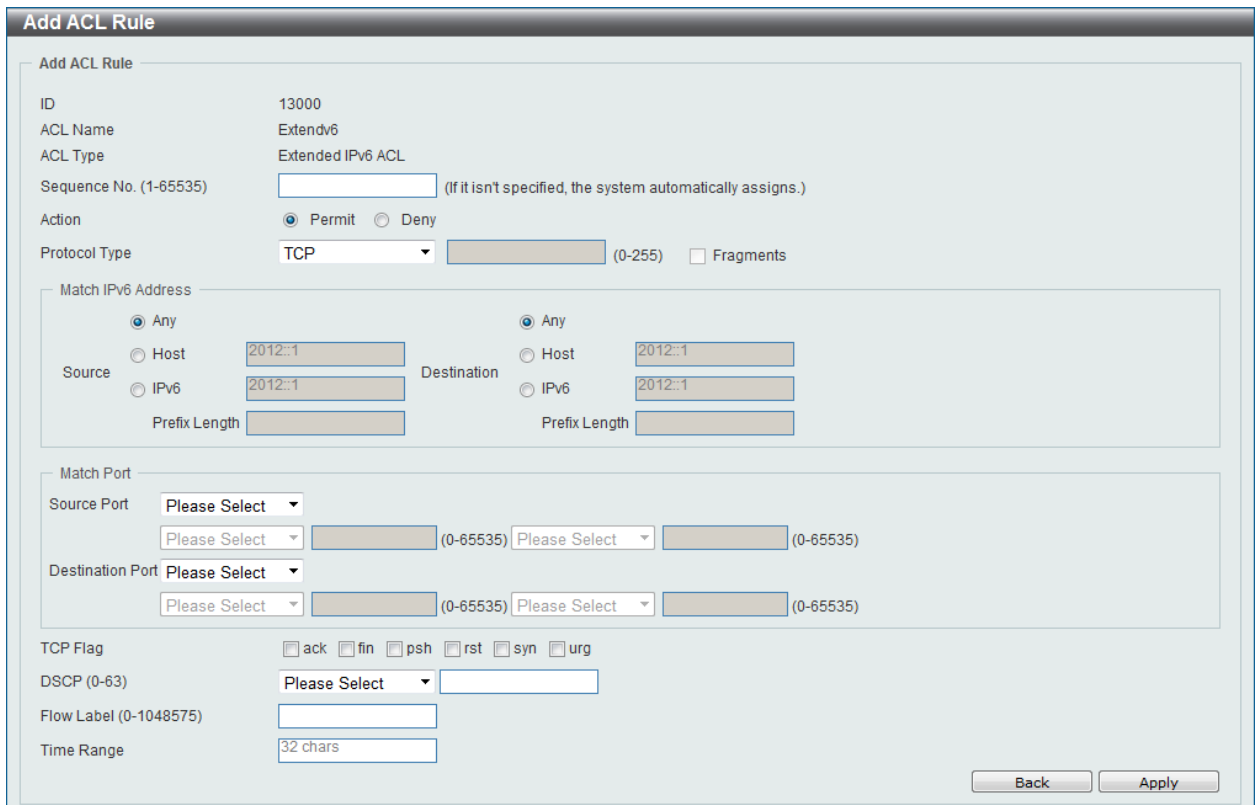 Add ACL Rule
Add ACL Rule
ID 13000
ACL Name Extendv6
ACL Type Extended IPv6 ACL
Sequence No. (1-65535) (If it isn't specified, the system automatically assigns.)
Action Permit Deny
Protocol Type TCP (0-255) Fragments
Match IPv6 Address
Any Any
Host 2012::1 Host 2012::1
Source Destination
IPv6 2012::1 IPv6 2012::1
Prefix Length Prefix Length
Match Port
Source Port Please Select
Please Select (0-65535) Please Select (0-65535)
Destination Port Please Select
Please Select (0-65535) Please Select (0-65535)
TCP Flag ack fin psh rst syn urg
DSCP (0-63) Please Select
Flow Label (0-1048575)
Time Range 32 chars
Back Apply